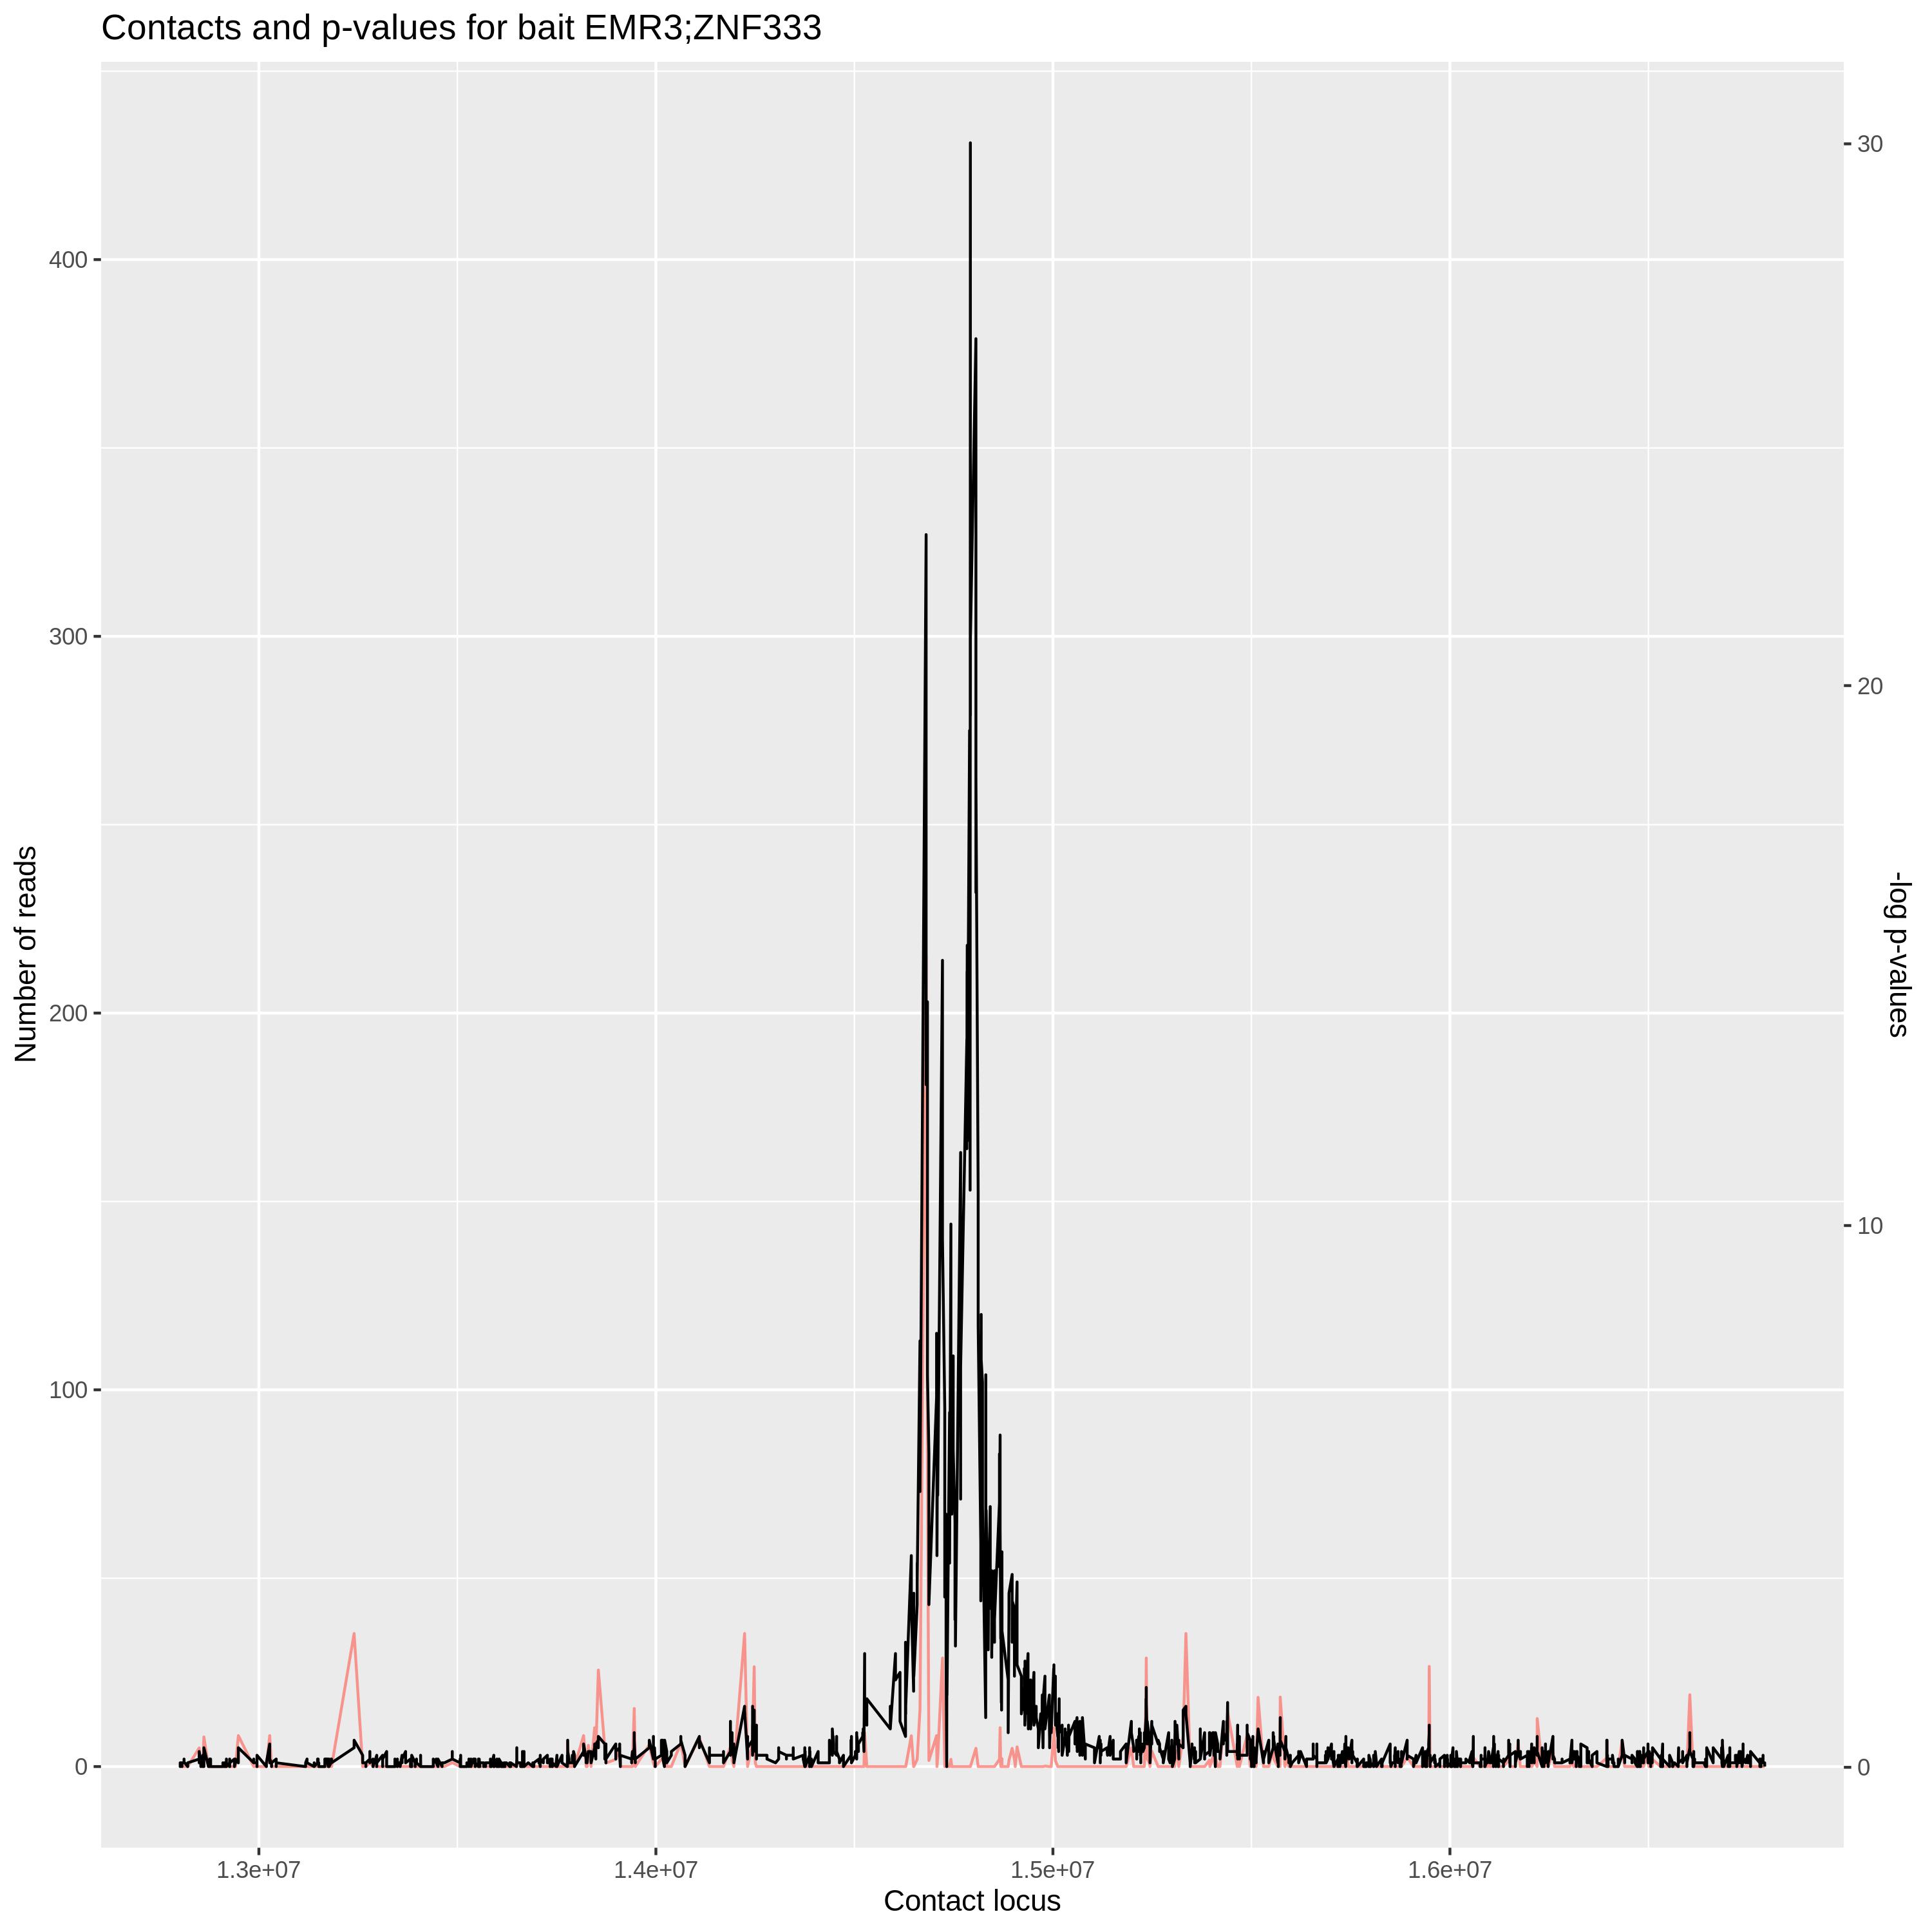 Contacts and p-values for bait EMR3;ZNF333
Number of reads
400
300
200
100
0
30
20
10
0
-log p-values
1.3e+07
1.4e+07
1.5e+07
1.6e+07
Contact locus